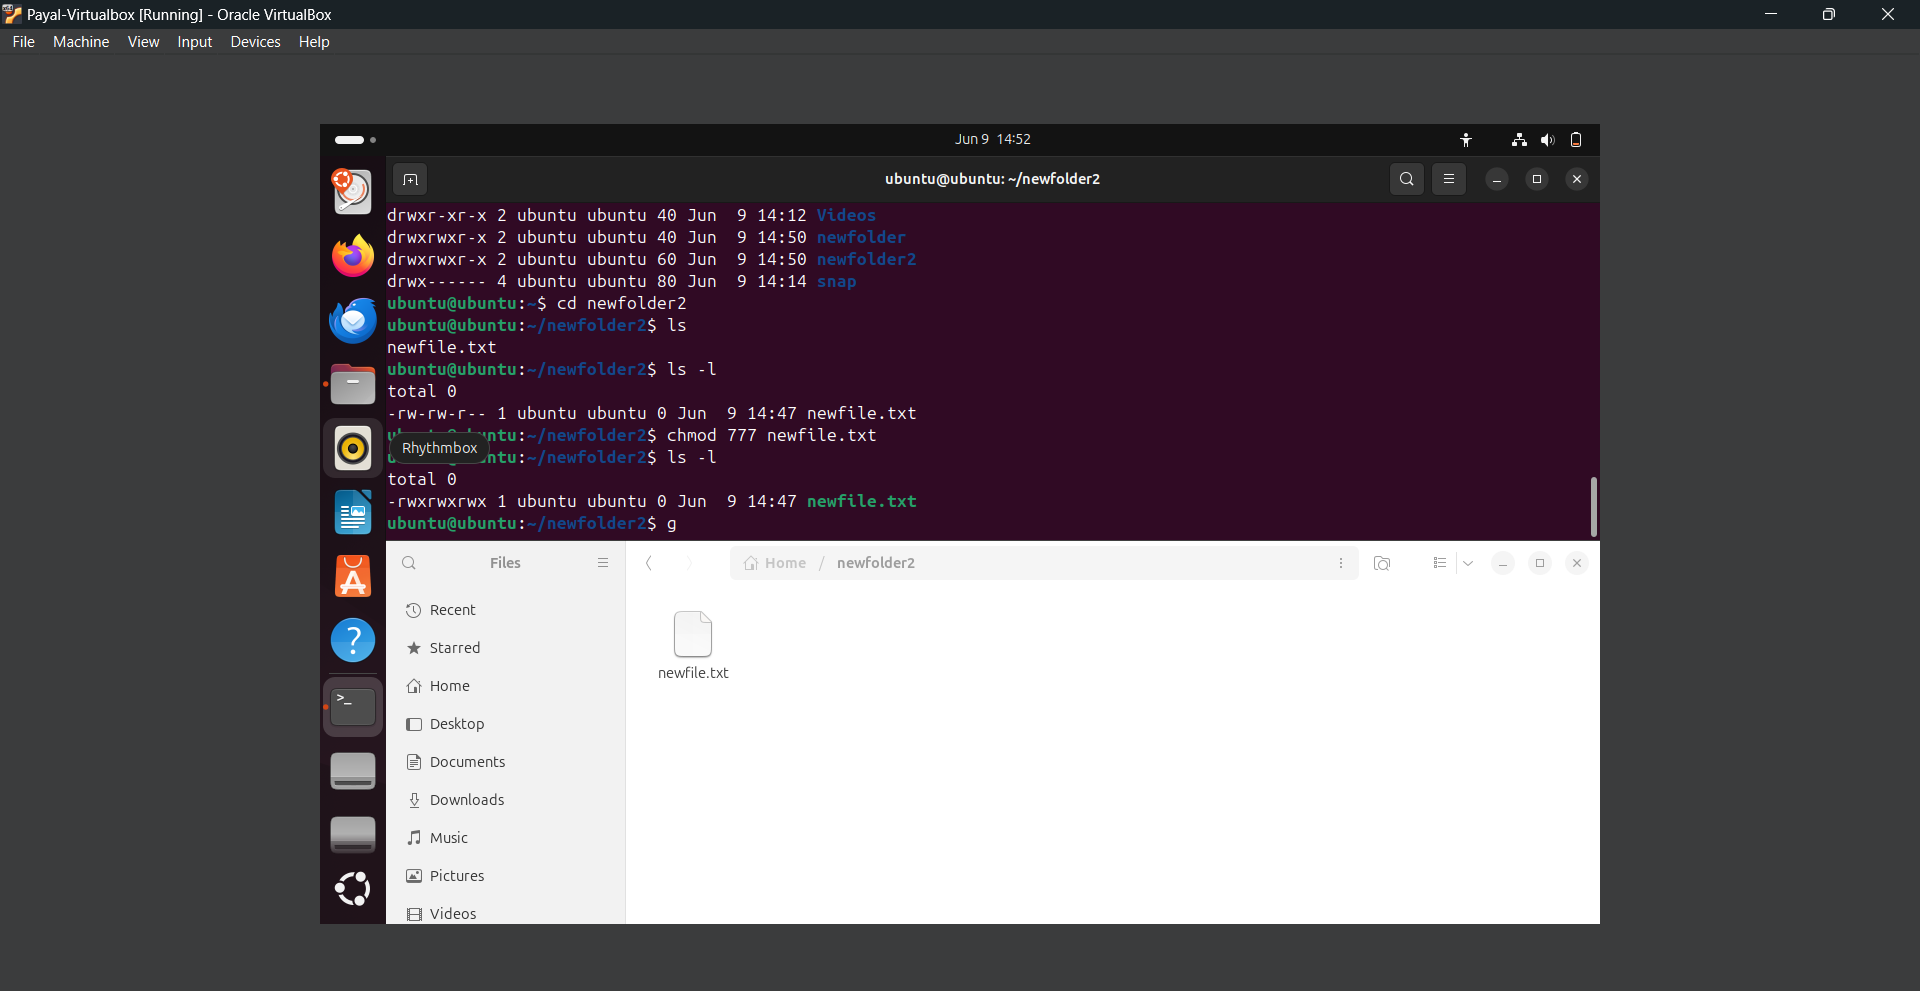 Payal-Virtualbox [Running] - Oracle VirtualBox
File Machine View Input Devices Help
Jun 9 14:52
ubuntu@ubuntu: ~/newfolder2
drwxr-xr-x 2 ubuntu ubuntu 40 Jun  9 14:12 Videos
drwxrwxr-x 2 ubuntu ubuntu 40 Jun  9 14:50 newfolder
drwxrwxr-x 2 ubuntu ubuntu 60 Jun  9 14:50 newfolder2
drwx------ 4 ubuntu ubuntu 80 Jun  9 14:14 snap
ubuntu@ubuntu:~$ cd newfolder2
ubuntu@ubuntu:~/newfolder2$ ls
newfile.txt
ubuntu@ubuntu:~/newfolder2$ ls -l
total 0
-rw-rw-r-- 1 ubuntu ubuntu 0 Jun  9 14:47 newfile.txt
ntu:~/newfolder2$ chmod 777 newfile.txt
Rhythmbox
ntu:~/newfolder2$ ls -l
total 0
-rwxrwxrwx 1 ubuntu ubuntu 0 Jun  9 14:47 newfile.txt
ubuntu@ubuntu:~/newfolder2$ g
Files
Home / newfolder2
Recent
Starred
Home
Desktop
Documents
Downloads
Music
Pictures
Videos
newfile.txt